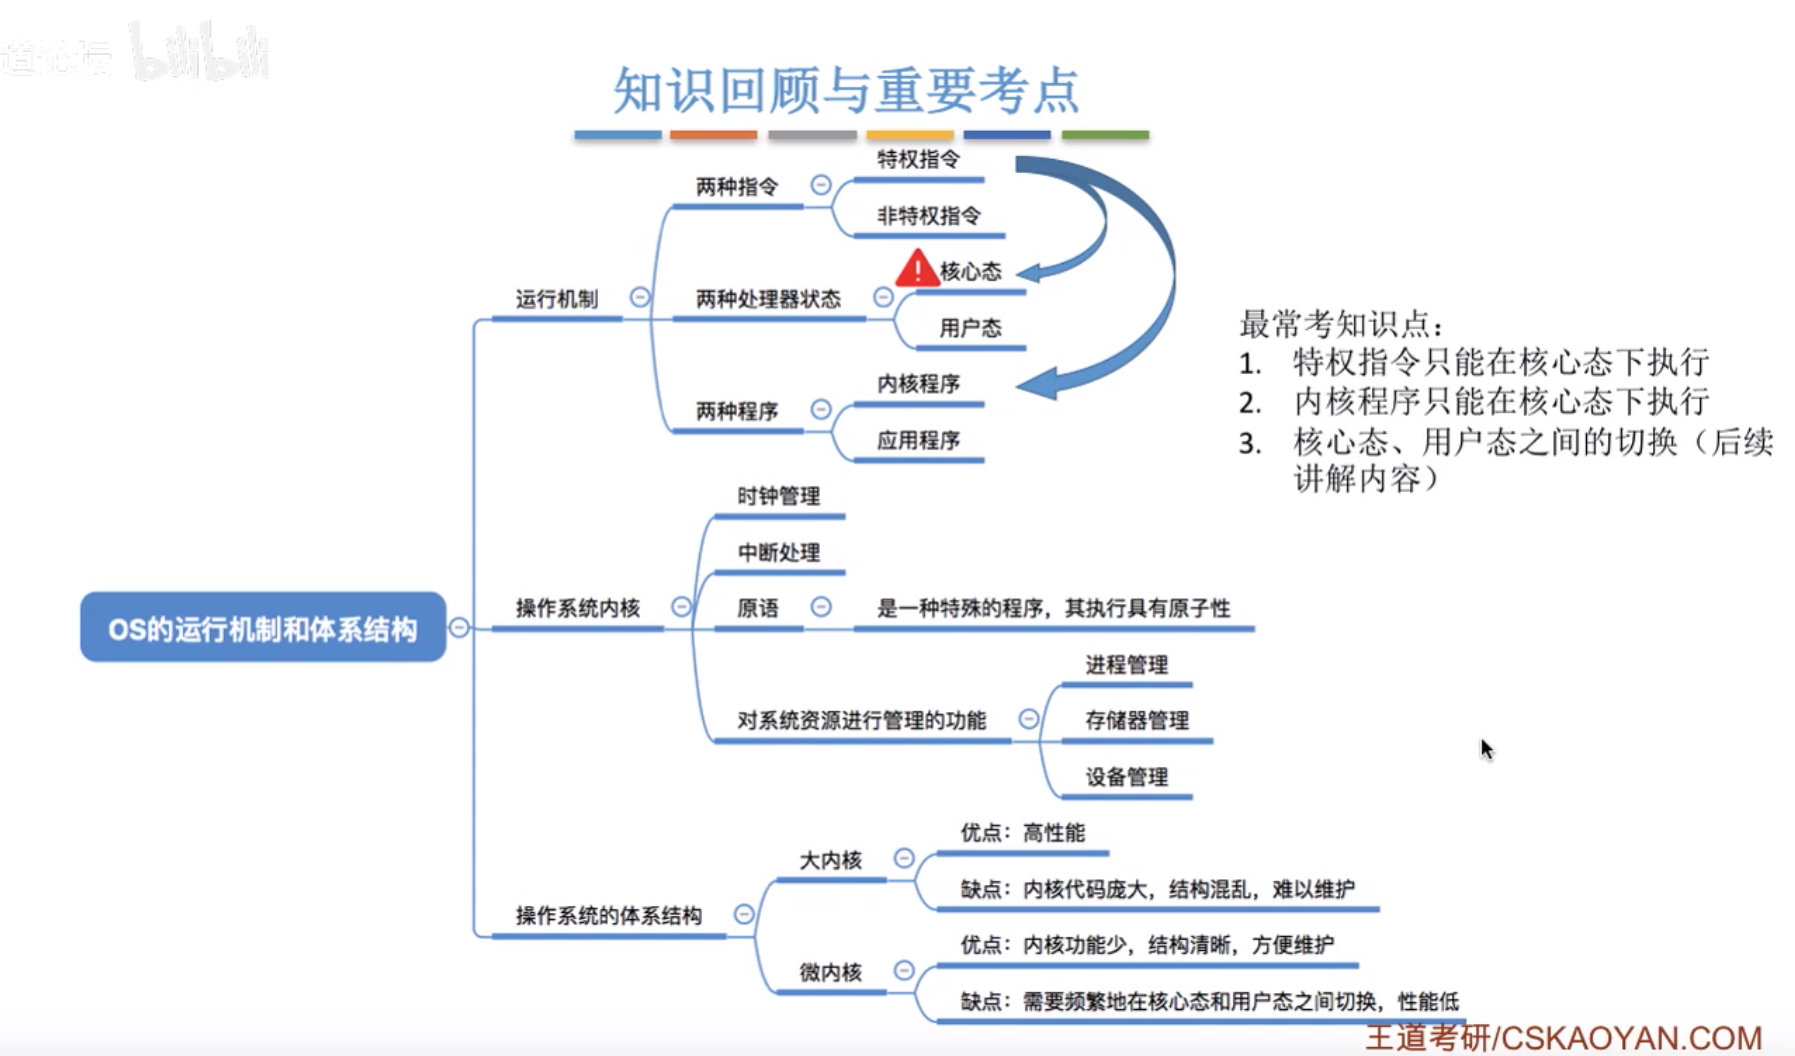 道论坛 bilibili
知识回顾与重要考点
特权指令
两种指令
非特权指令
核心态
运行机制
两种处理器状态
用户态
内核程序
两种程序
应用程序
最常考知识点：
1. 特权指令只能在核心态下执行
2. 内核程序只能在核心态下执行
3. 核心态、用户态之间的切换（后续
讲解内容）
时钟管理
中断处理
操作系统内核
原语
是一种特殊的程序，其执行具有原子性
OS的运行机制和体系结构
进程管理
对系统资源进行管理的功能
存储器管理
设备管理
优点：高性能
大内核
缺点：内核代码庞大，结构混乱，难以维护
操作系统的体系结构
优点：内核功能少，结构清晰，方便维护
微内核
缺点：需要频繁地在核心态和用户态之间切换，性能低
王道考研/CSKAOYAN.COM